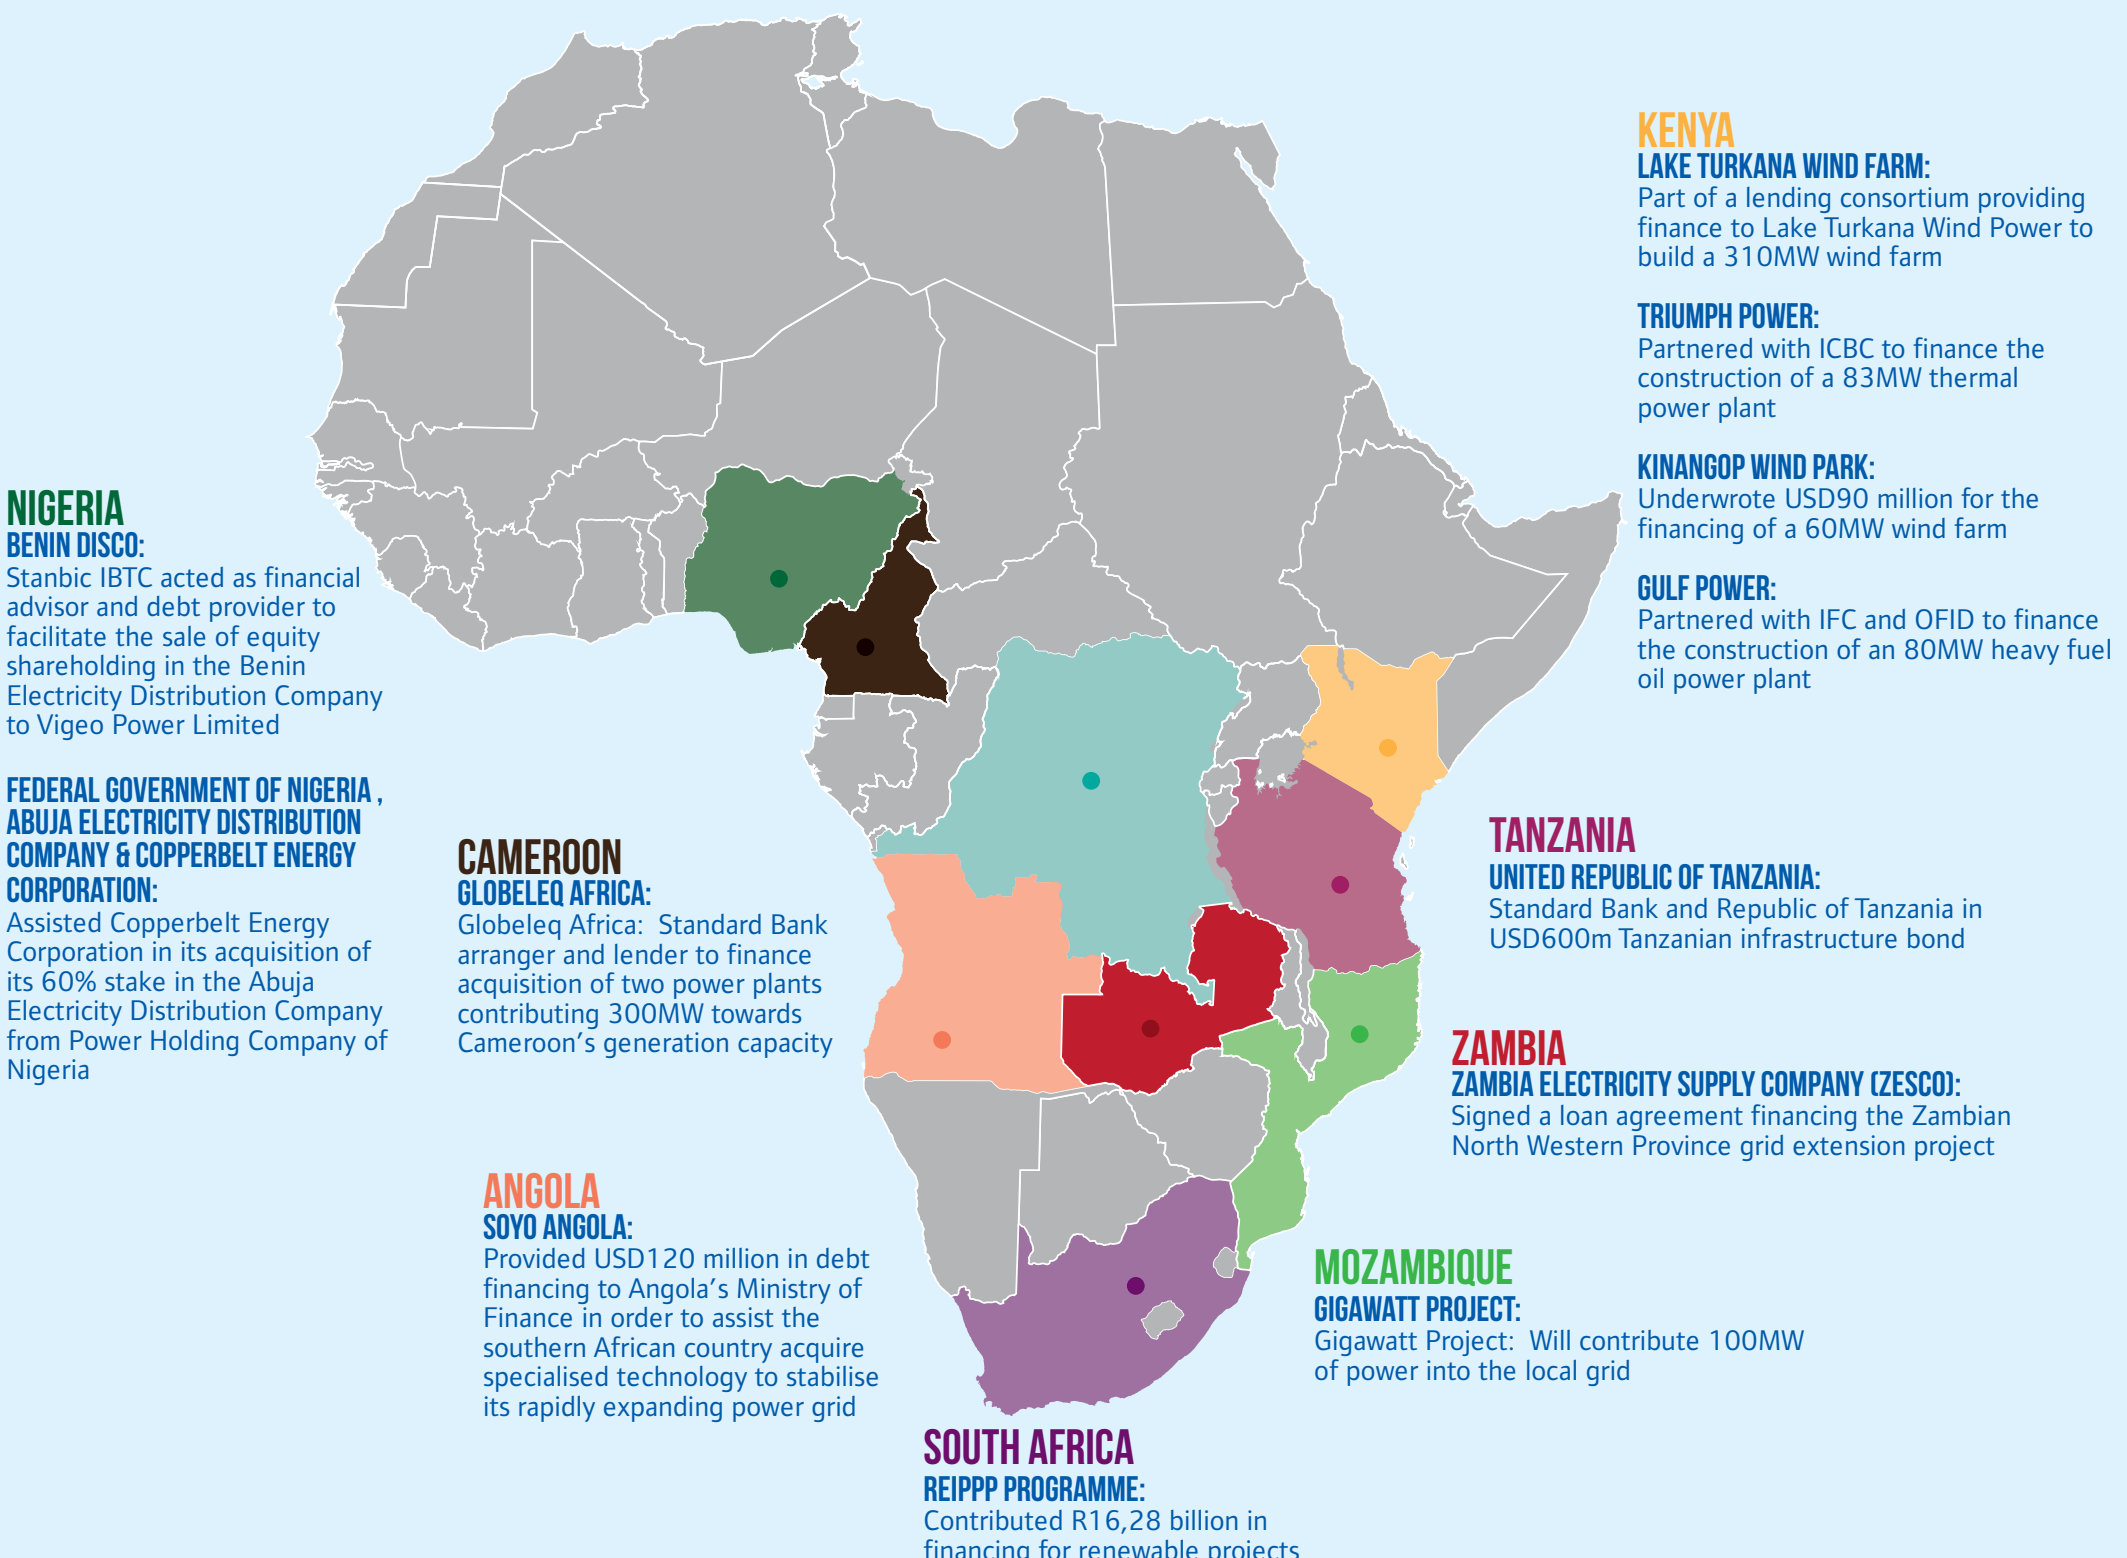 KENYA
LAKE TURKANA WIND FARM:
Part of a lending consortium providing
finance to Lake Turkana Wind Power to
build a 310MW wind farm
TRIUMPH POWER:
Partnered with ICBC to finance the
construction of a 83MW thermal
power plant
KINANGOP WIND PARK:
Underwrote USD90 million for the
financing of a 60MW wind farm
GULF POWER:
Partnered with IFC and OFID to finance
the construction of an 80MW heavy fuel
oil power plant
NIGERIA
BENIN DISCO:
Stanbic IBTC acted as financial
advisor and debt provider to
facilitate the sale of equity
shareholding in the Benin
Electricity Distribution Company
to Vigeo Power Limited
FEDERAL GOVERNMENT OF NIGERIA ,
ABUJA ELECTRICITY DISTRIBUTION
COMPANY & COPPERBELT ENERGY
CORPORATION:
Assisted Copperbelt Energy
Corporation in its acquisition of
its 60% stake in the Abuja
Electricity Distribution Company
from Power Holding Company of
Nigeria
CAMEROON
GLOBELEQ AFRICA:
Globeleq Africa: Standard Bank
arranger and lender to finance
acquisition of two power plants
contributing 300MW towards
Cameroon's generation capacity
TANZANIA
UNITED REPUBLIC OF TANZANIA:
Standard Bank and Republic of Tanzania in
USD600m Tanzanian infrastructure bond
ZAMBIA
ZAMBIA ELECTRICITY SUPPLY COMPANY (ZESCO):
Signed a loan agreement financing the Zambian
North Western Province grid extension project
ANGOLA
SOYO ANGOLA:
Provided USD120 million in debt
financing to Angola's Ministry of
Finance in order to assist the
southern African country acquire
specialised technology to stabilise
its rapidly expanding power grid
MOZAMBIQUE
GIGAWATT PROJECT:
Gigawatt Project: Will contribute 100MW
of power into the local grid
SOUTH AFRICA
REIPPP PROGRAMME:
Contributed R16,28 billion in
financing for renewable projects